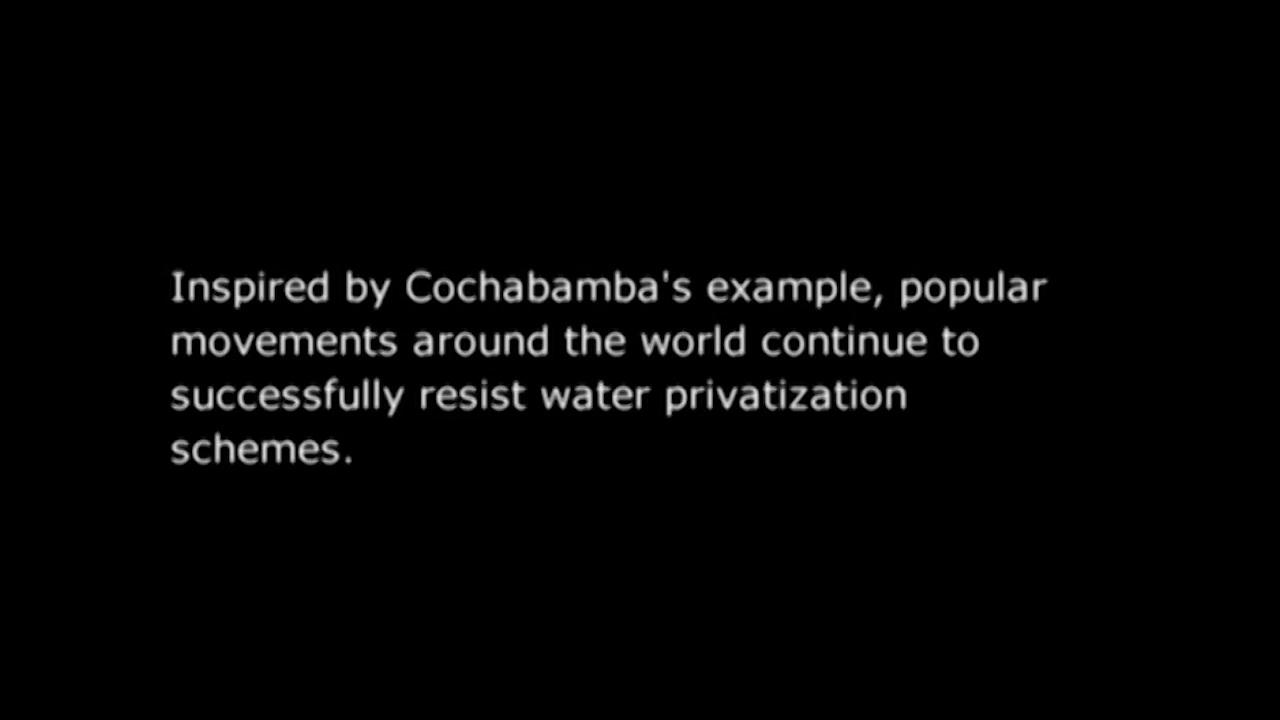 Inspired by Cochabamba's example, popular
movements around the world continue to
successfully resist water privatization
schemes.